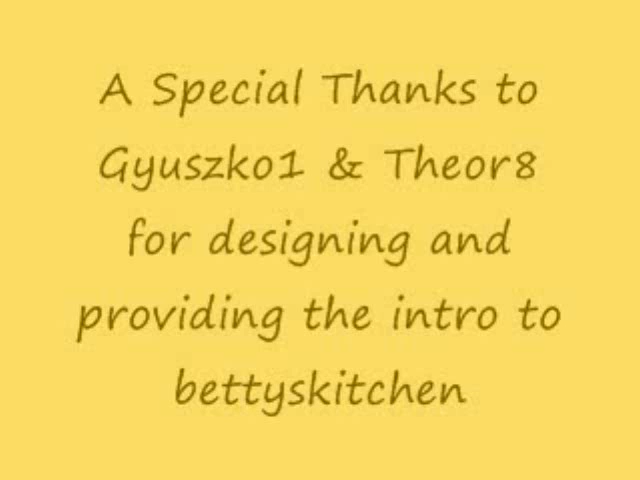 A Special Thanks to
Gyuszko1 & Theor8
for designing and
providing the intro to
bettyskitchen